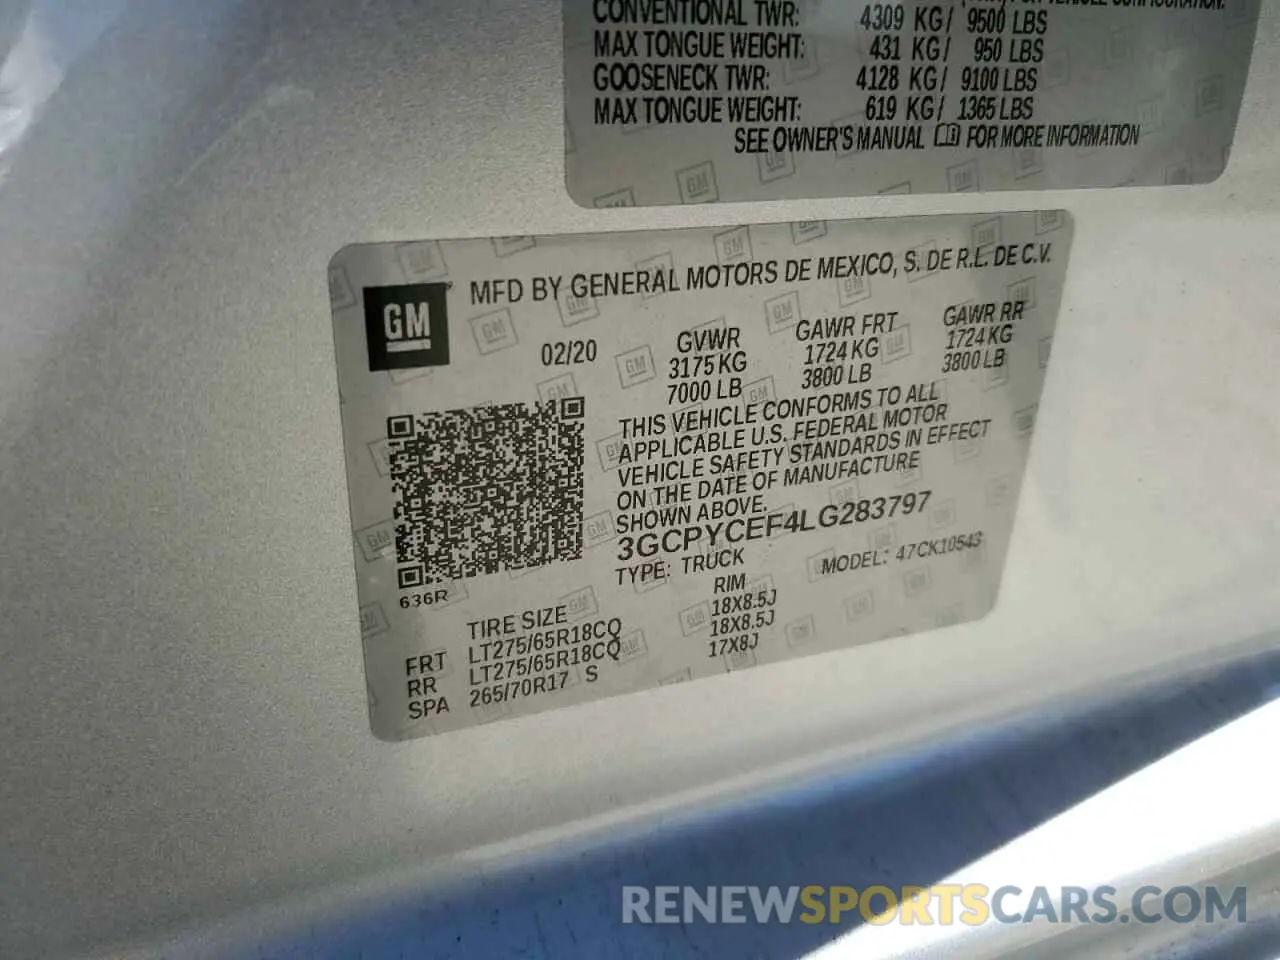 CONVENTIONAL TWR: 4309 KG/ 9500 LBS
MAX TONGUE WEIGHT: 431 KG/ 950 LBS
GOOSENECK TWR: 4128 KG/ 9100 LBS
MAX TONGUE WEIGHT: 619 KG/ 1365 LBS
SEE OWNER'S MANUAL FOR MORE INFORMATION
GM
MFD BY GENERAL MOTORS DE MEXICO, S. DE R.L. DE C.V.
02/20
GVWR GAWR FRT GAWR RR
3175 KG 1724 KG 1724 KG
7000 LB 3800 LB 3800 LB
THIS VEHICLE CONFORMS TO ALL
APPLICABLE U.S. FEDERAL MOTOR
VEHICLE SAFETY STANDARDS IN EFFECT
ON THE DATE OF MANUFACTURE
SHOWN ABOVE.
3GCPYCEF4LG283797
TYPE: TRUCK MODEL: 47CK10543
636R
TIRE SIZE RIM
FRT LT275/65R18CQ 18X8.5J
RR LT275/65R18CQ 18X8.5J
SPA 265/70R17 S 17X8J
RENEWSPORTSCARS.COM